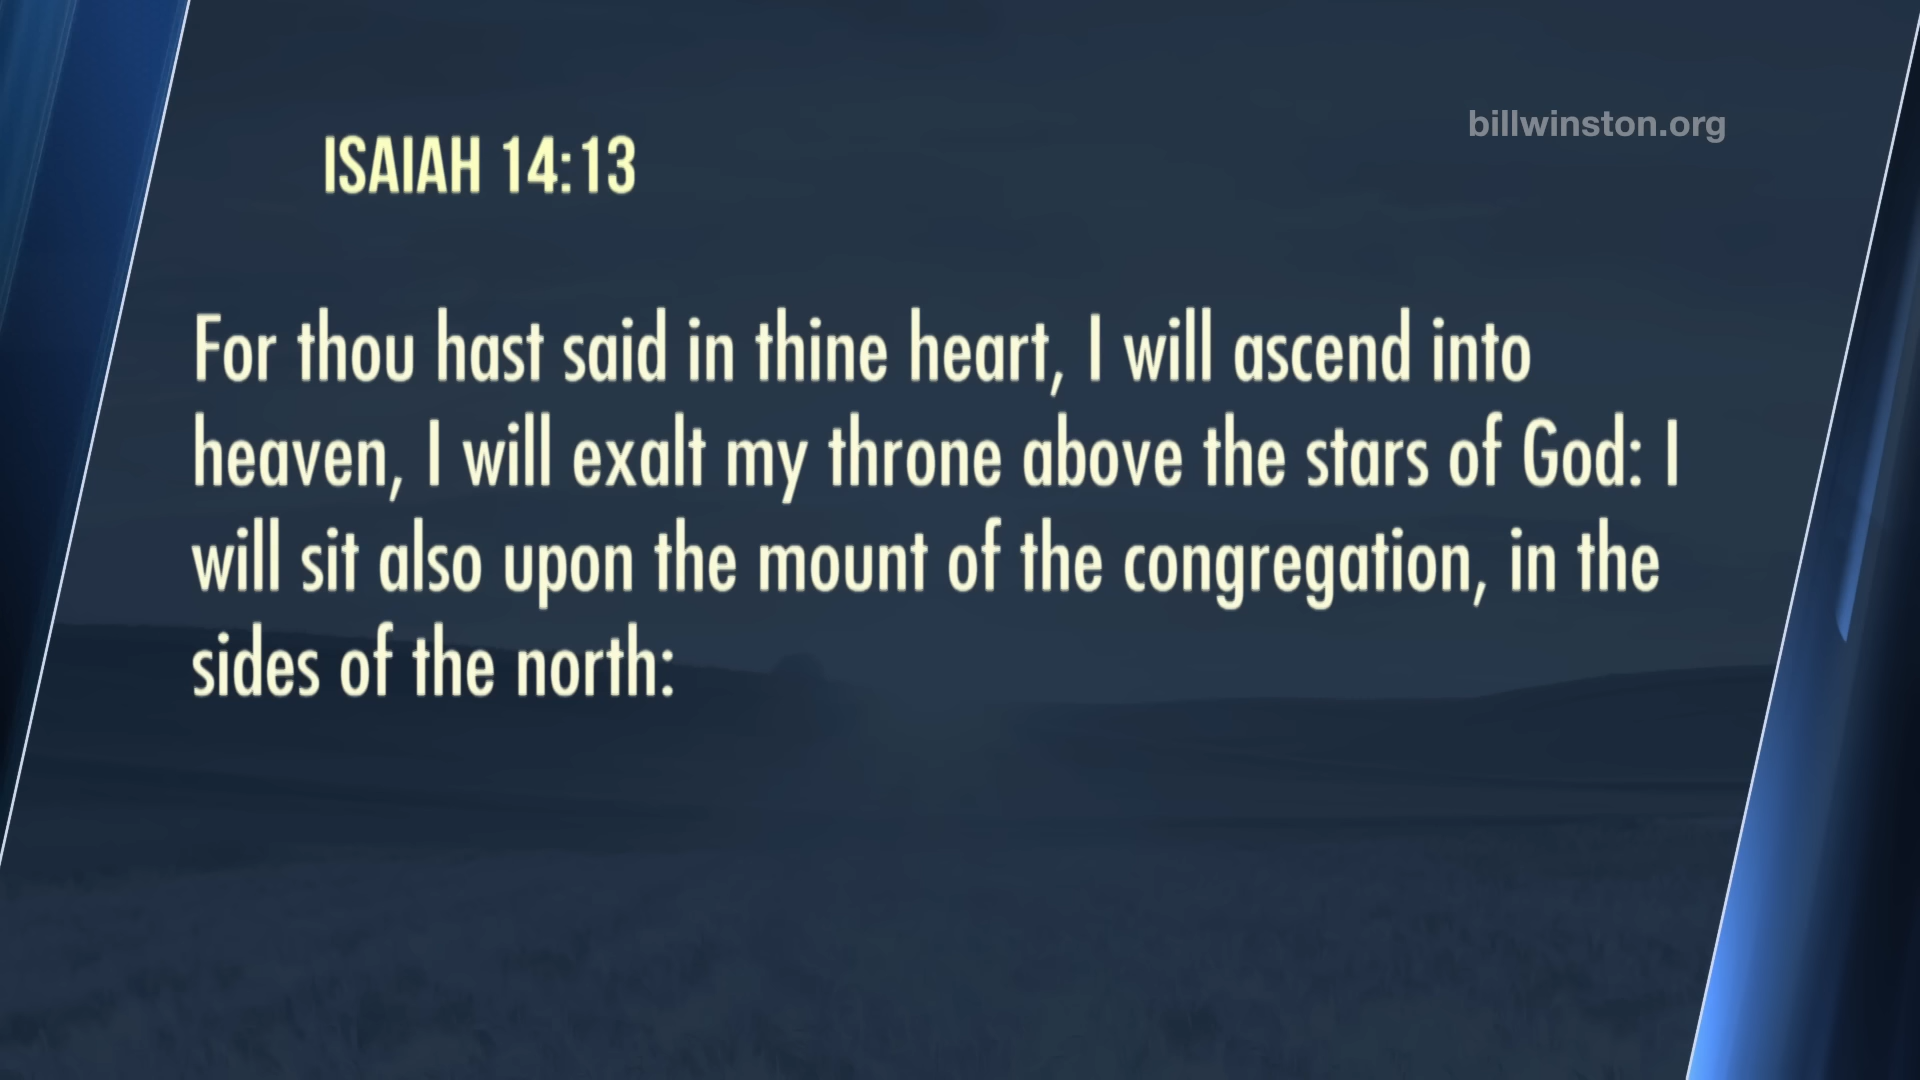 billwinston.org
ISAIAH 14:13
For thou hast said in thine heart, I will ascend into
heaven, I will exalt my throne above the stars of God: I
will sit also upon the mount of the congregation, in the
sides of the north: